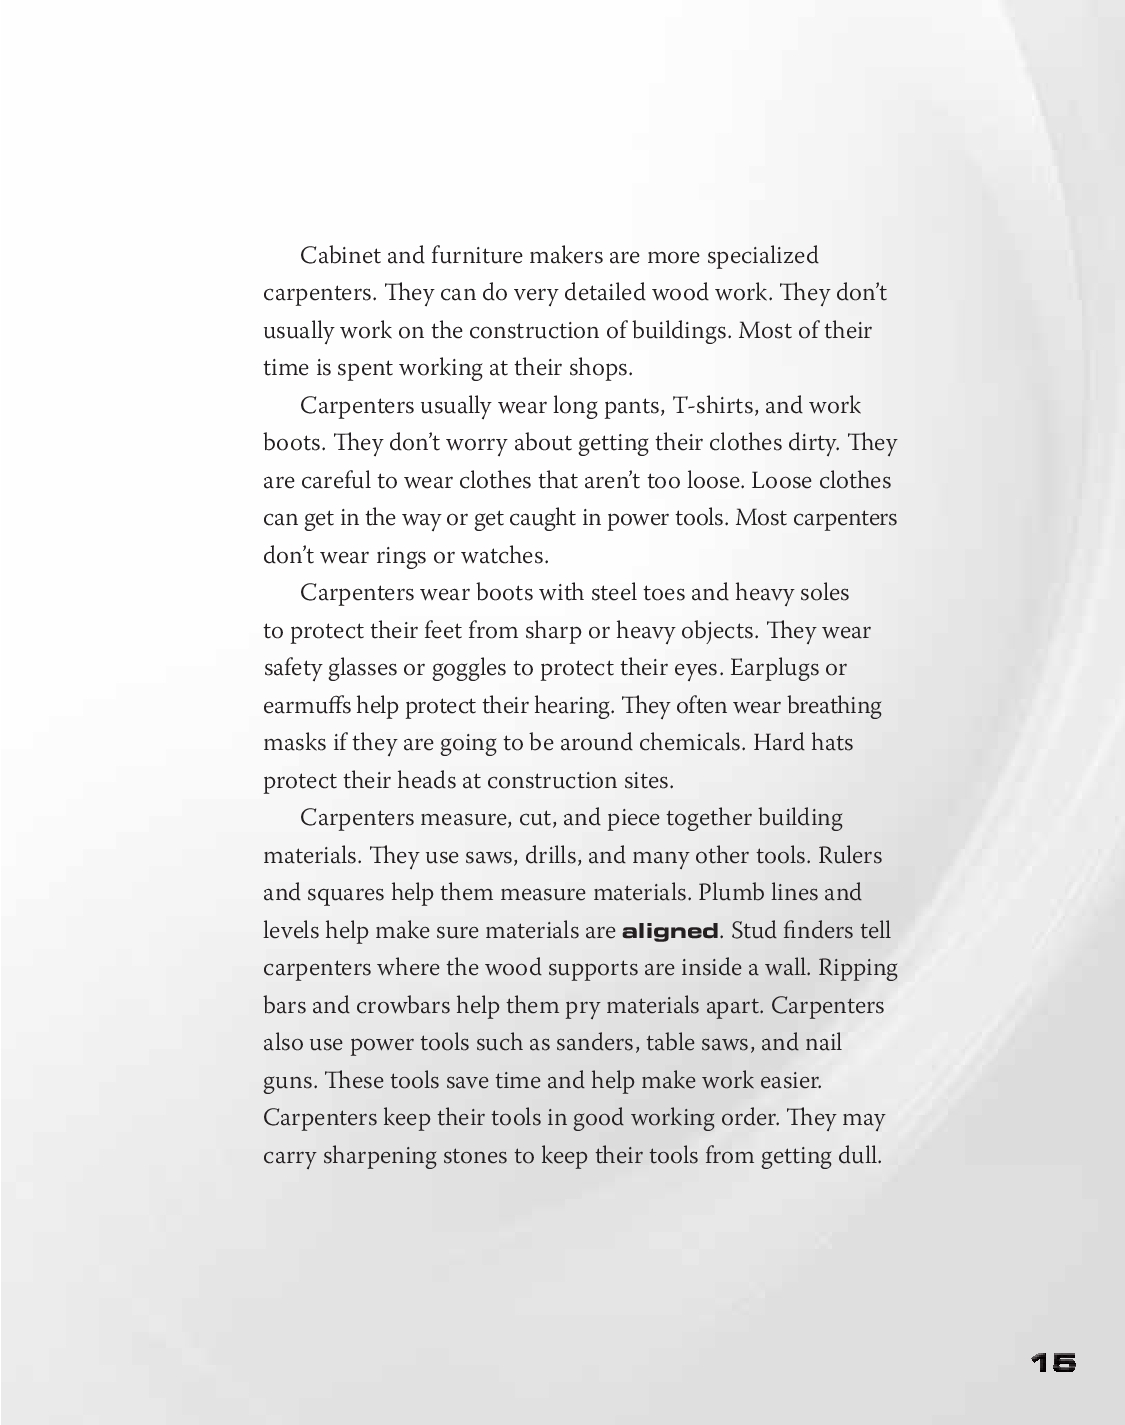 Cabinet and furniture makers are more specialized
carpenters. They can do very detailed wood work. They don’t
usually work on the construction of buildings. Most of their
time is spent working at their shops.
Carpenters usually wear long pants, T-shirts, and work
boots. They don’t worry about getting their clothes dirty. They
are careful to wear clothes that aren’t too loose. Loose clothes
can get in the way or get caught in power tools. Most carpenters
don’t wear rings or watches.
Carpenters wear boots with steel toes and heavy soles
to protect their feet from sharp or heavy objects. They wear
safety glasses or goggles to protect their eyes. Earplugs or
earmuffs help protect their hearing. They often wear breathing
masks if they are going to be around chemicals. Hard hats
protect their heads at construction sites.
Carpenters measure, cut, and piece together building
materials. They use saws, drills, and many other tools. Rulers
and squares help them measure materials. Plumb lines and
levels help make sure materials are aligned. Stud finders tell
carpenters where the wood supports are inside a wall. Ripping
bars and crowbars help them pry materials apart. Carpenters
also use power tools such as sanders, table saws, and nail
guns. These tools save time and help make work easier.
Carpenters keep their tools in good working order. They may
carry sharpening stones to keep their tools from getting dull.
15